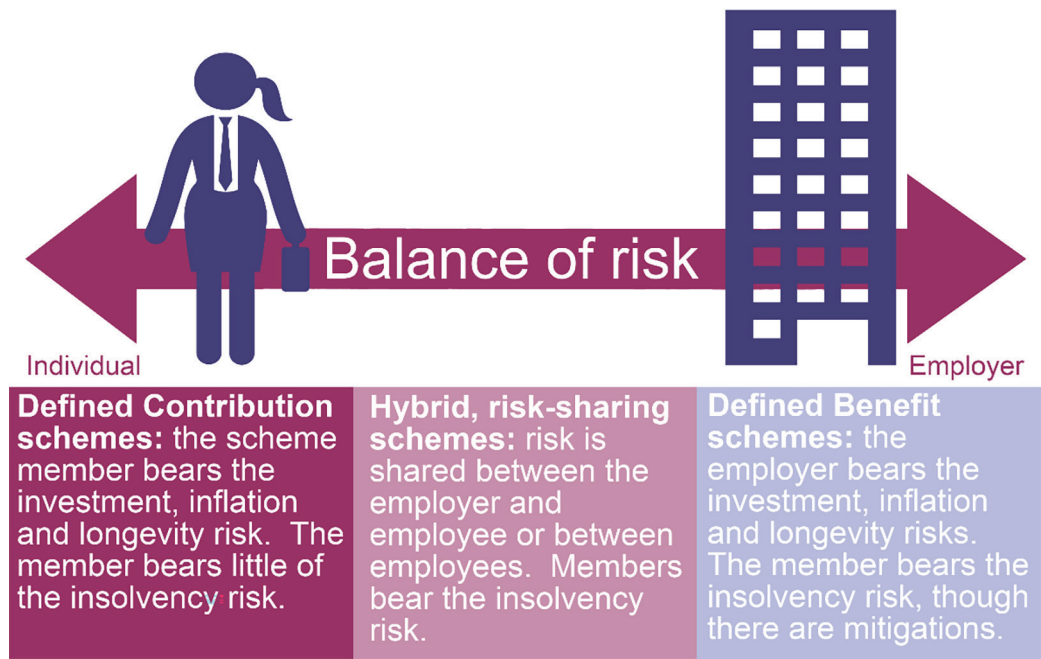 Balance of risk
Individual
Employer
Defined Contribution
schemes: the scheme
member bears the
investment, inflation
and longevity risk.  The
member bears little of
the insolvency risk.
Hybrid, risk-sharing
schemes: risk is
shared between the
employer and
employee or between
employees.  Members
bear the insolvency
risk.
Defined Benefit
schemes: the
employer bears the
investment, inflation
and longevity risks.
The member bears the
insolvency risk, though
there are mitigations.